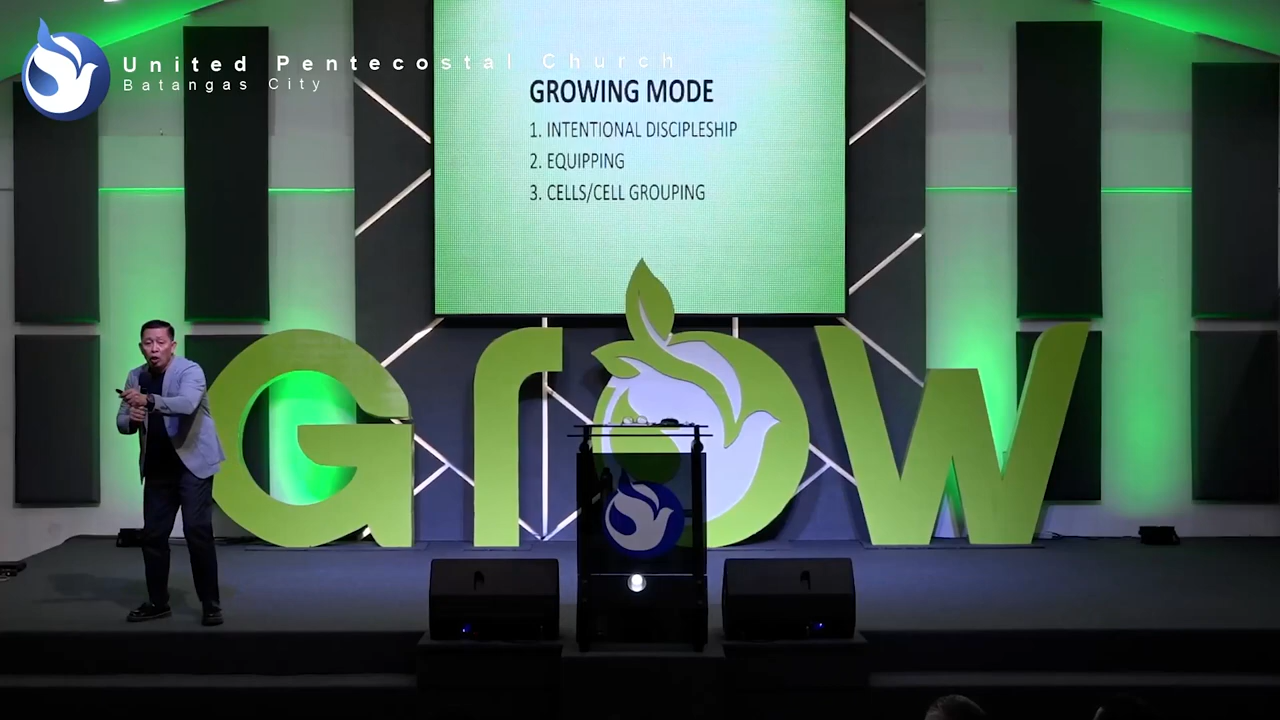 United Pentecostal Church
Batangas City
GROWING MODE
1. INTENTIONAL DISCIPLESHIP
2. EQUIPPING
3. CELLS/CELL GROUPING
Grow